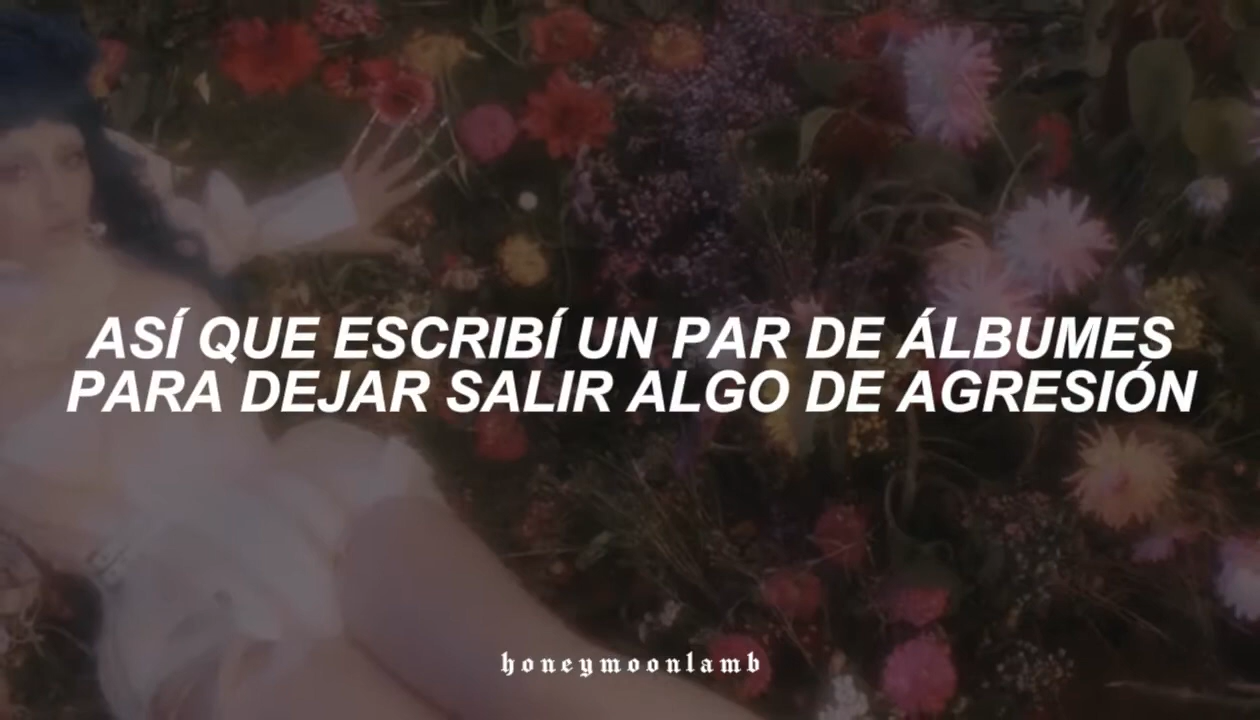 ASÍ QUE ESCRIBÍ UN PAR DE ÁLBUMES
PARA DEJAR SALIR ALGO DE AGRESIÓN
honeymoonlamb